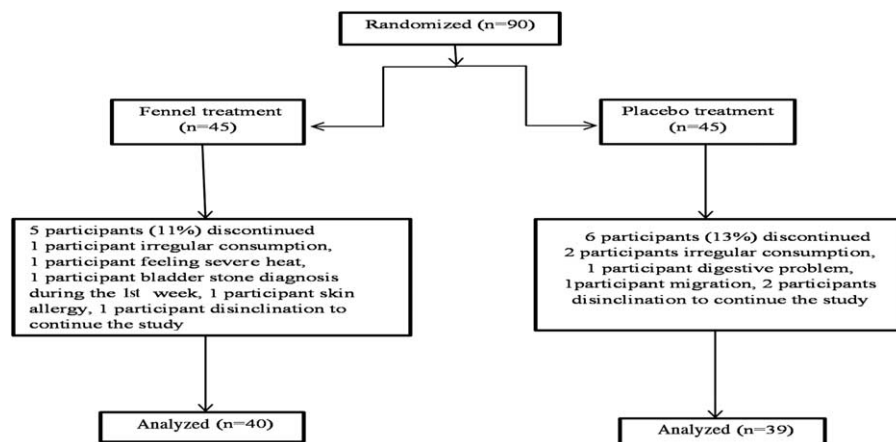 Randomized (n=90)
Fennel treatment
(n=45)
Placebo treatment
(n=45)
5 participants (11%) discontinued
1 participant irregular consumption,
1 participant feeling severe heat,
1 participant bladder stone diagnosis
during the 1st week, 1 participant skin
allergy, 1 participant disinclination to
continue the study
6 participants (13%) discontinued
2 participants irregular consumption,
1 participant digestive problem,
1participant migration, 2 participants
disinclination to continue the study
Analyzed (n=40)
Analyzed (n=39)